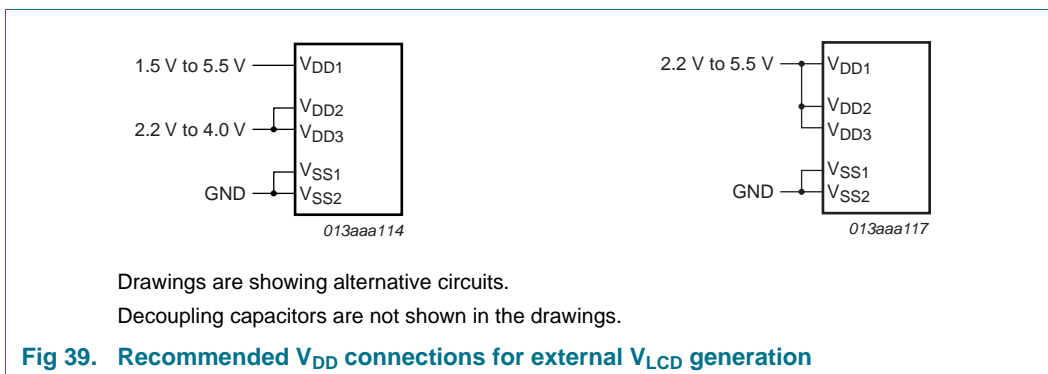 1.5 V to 5.5 V
VDD1
VDD2
2.2 V to 4.0 V
VDD3
VSS1
GND
VSS2
013aaa114
2.2 V to 5.5 V
VDD1
VDD2
VDD3
VSS1
GND
VSS2
013aaa117
Drawings are showing alternative circuits.
Decoupling capacitors are not shown in the drawings.
Fig 39. Recommended VDD connections for external VLCD generation